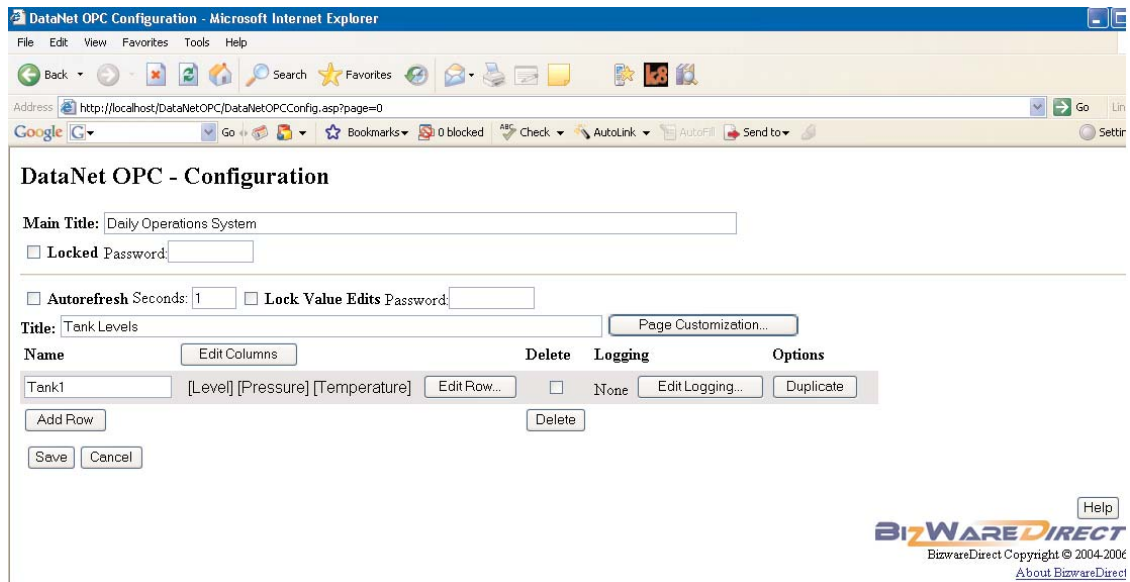 DataNet OPC Configuration - Microsoft Internet Explorer
File Edit View Favorites Tools Help
Back Search Favorites
Address http://localhost/DataNetOPC/DataNetOPCConfig.asp?page=0 Go Lin
Google G Go Bookmarks 0 blocked ABC Check AutoLink AutoFill Send to Settin
DataNet OPC - Configuration
Main Title: Daily Operations System
Locked Password:
Autorefresh Seconds: 1 Lock Value Edits Password:
Title: Tank Levels Page Customization...
Name Edit Columns Delete Logging Options
Tank1 [Level] [Pressure] [Temperature] Edit Row... None Edit Logging... Duplicate
Add Row Delete
Save Cancel
Help
BIZWAREDIRECT
BizwareDirect Copyright © 2004-2006
About BizwareDirect